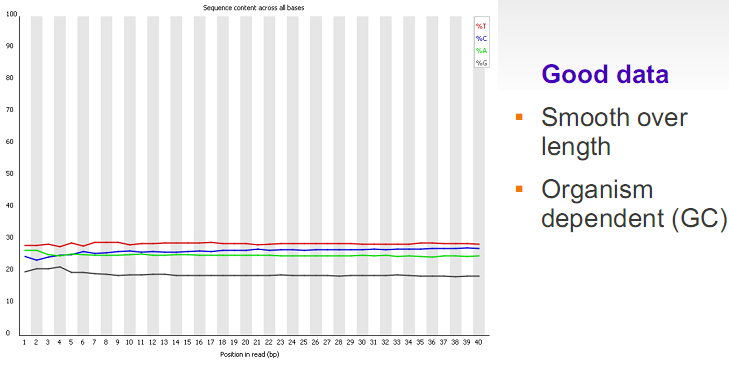 Sequence content across all bases
100
90
80
70
60
50
40
30
20
10
0
%T
%C
%A
%G
1 2 3 4 5 6 7 8 9 10 11 12 13 14 15 16 17 18 19 20 21 22 23 24 25 26 27 28 29 30 31 32 33 34 35 36 37 38 39 40
Position in read (bp)
Good data
▪ Smooth over
length
▪ Organism
dependent (GC)